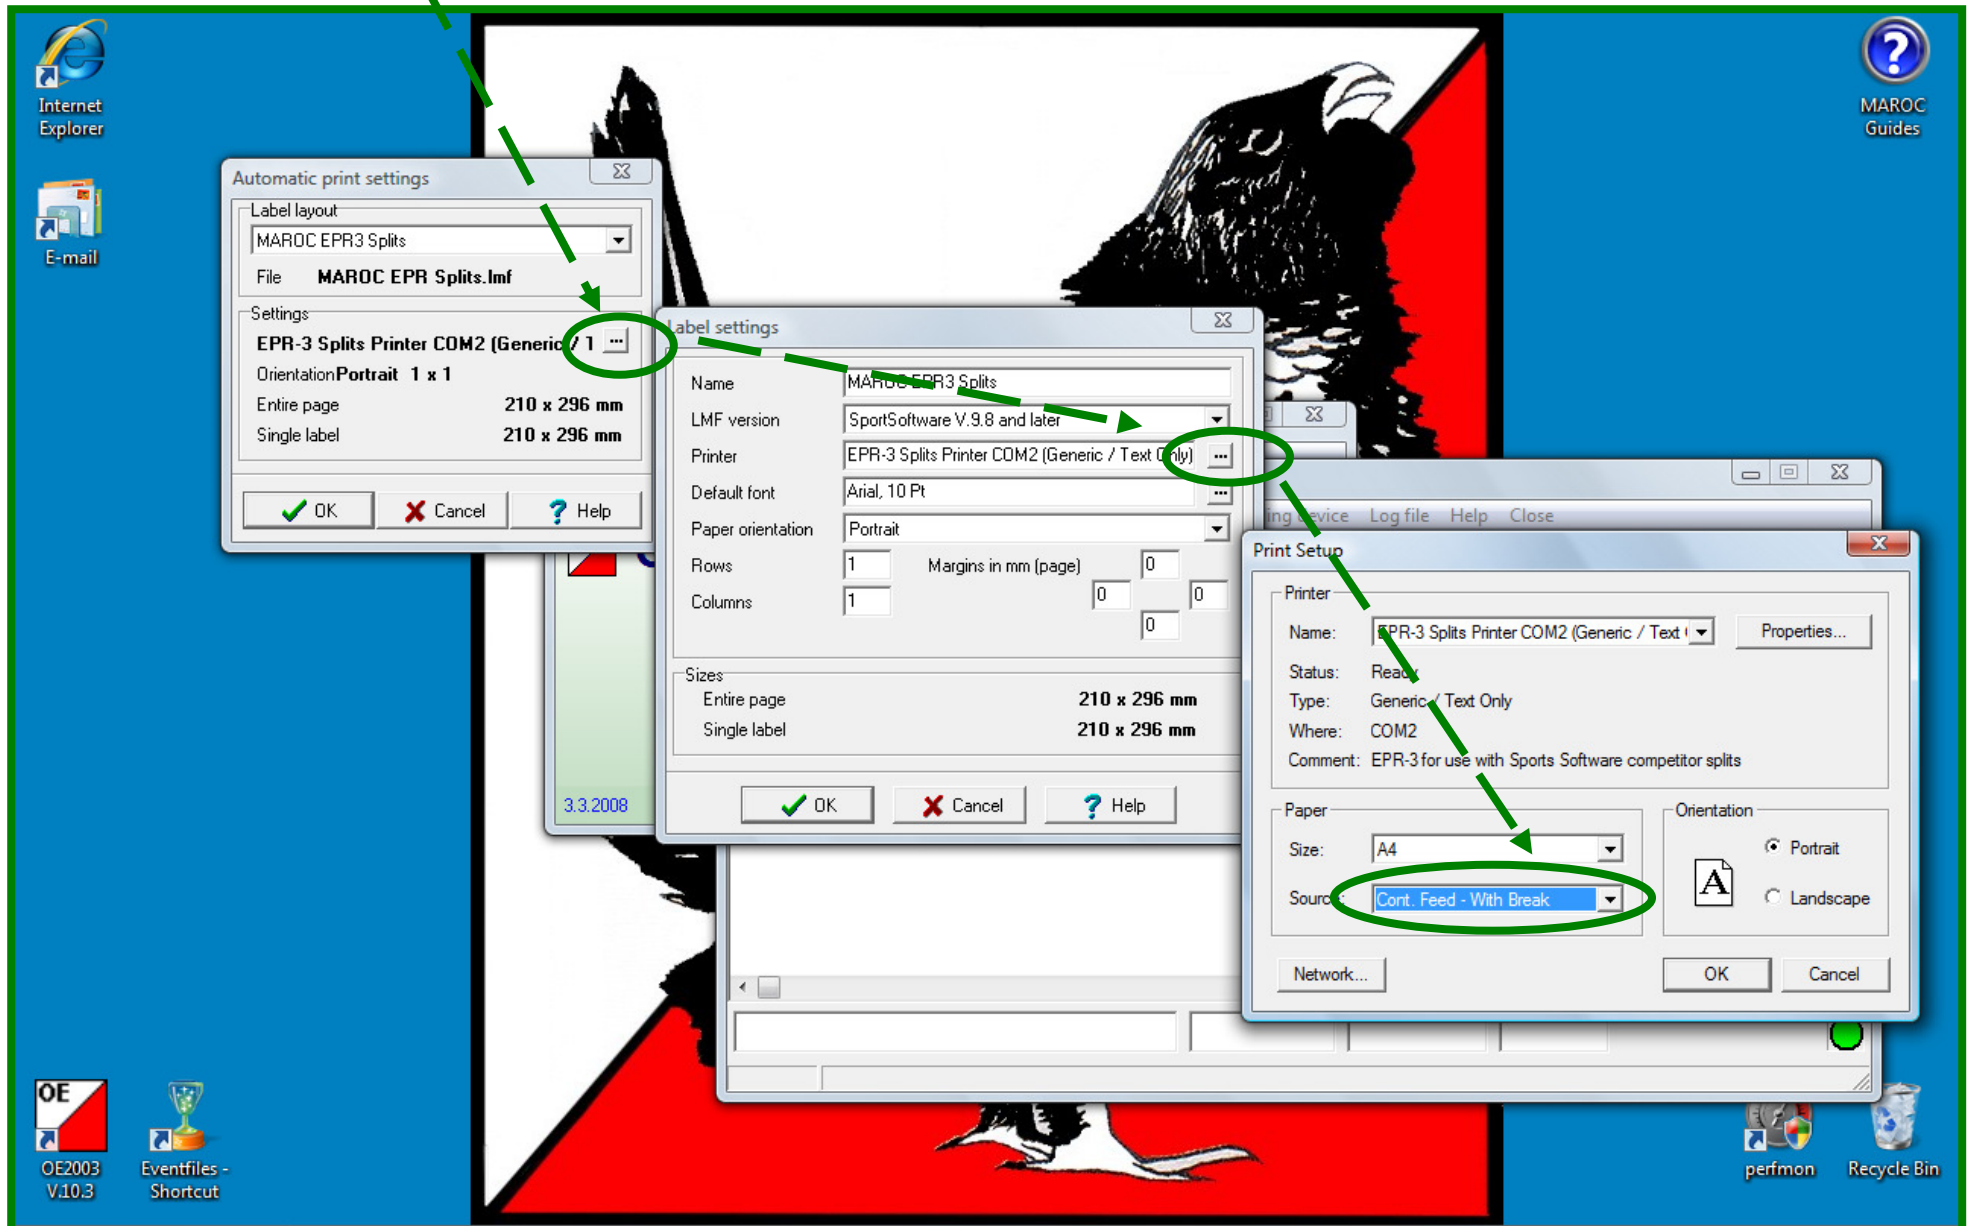 Internet
Explorer
E-mail
MAROC
Guides
Automatic print settings
Label layout
MAROC EPR3 Splits
File MAROC EPR Splits.lmf
Settings
EPR-3 Splits Printer COM2 (Generic / 1 ...
Orientation Portrait 1 x 1
Entire page 210 x 296 mm
Single label 210 x 296 mm
OK Cancel Help
Label settings
Name MAROC EPR3 Splits
LMF version SportSoftware V.9.8 and later
Printer EPR-3 Splits Printer COM2 (Generic / Text Only) ...
Default font Arial, 10 Pt ...
Paper orientation Portrait
Rows 1 Margins in mm (page) 0
0 0
Columns 1
0
Sizes
Entire page 210 x 296 mm
Single label 210 x 296 mm
OK Cancel Help
3.3.2008
device Log file Help Close
Print Setup
Printer
Name: EPR-3 Splits Printer COM2 (Generic / Text
Properties...
Status: Ready
Type: Generic / Text Only
Where: COM2
Comment: EPR-3 for use with Sports Software competitor splits
Paper
Size: A4
Source: Cont. Feed - With Break
Orientation
A
Portrait
Landscape
Network... OK Cancel
OE
OE2003
V.10.3
Eventfiles -
Shortcut
perfmon
Recycle Bin